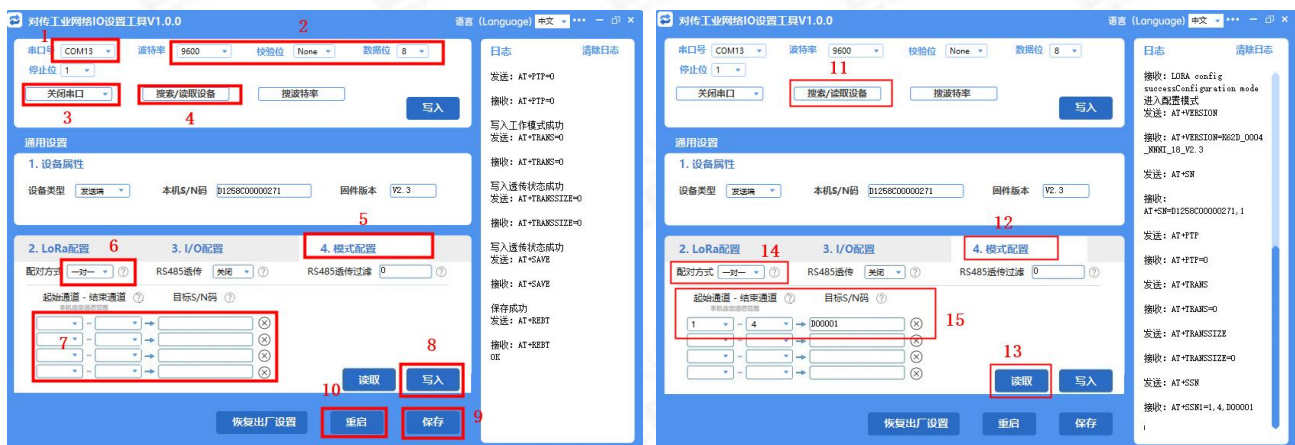 对传工业网络IO设置工具V1.0.0 语言 (Language) 中文
1 2
串口号 COM13 波特率 9600 校验位 None 数据位 8
停止位 1
关闭串口 搜索/读取设备 搜波特率
3 4 写入
通用设置
1. 设备属性
设备类型 发送端 本机S/N码 D1258C00000271 固件版本 V2.3
5
2. LoRa配置 6 3. I/O配置 4. 模式配置
配对方式 一对一 ? RS485透传 关闭 ? RS485透传过滤 0 ?
起始通道 - 结束通道 ? 目标S/N码 ?
本机选定通道范围
7 8
读取 写入
10 9
恢复出厂设置 重启 保存
日志 清除日志
发送: AT+PTP=0
接收: AT+PTP=0
写入工作模式成功
发送: AT+TRANS=0
接收: AT+TRANS=0
写入透传状态成功
发送: AT+TRANSSIZE=0
接收: AT+TRANSSIZE=0
写入透传状态成功
发送: AT+SAVE
接收: AT+SAVE
保存成功
发送: AT+REBT
接收: AT+REBT
OK
对传工业网络IO设置工具V1.0.0 语言 (Language) 中文
串口号 COM13 波特率 9600 校验位 None 数据位 8
停止位 1 11
关闭串口 搜索/读取设备 搜波特率
写入
通用设置
1. 设备属性
设备类型 发送端 本机S/N码 D1258C00000271 固件版本 V2.3
12
2. LoRa配置 14 3. I/O配置 4. 模式配置
配对方式 一对一 ? RS485透传 关闭 ? RS485透传过滤 0 ?
起始通道 - 结束通道 ? 目标S/N码 ?
本机选定通道范围
1 ~ 4 → D00001 15
13
读取 写入
恢复出厂设置 重启 保存
日志 清除日志
接收: LORA config
successConfiguration mode
进入配置模式
发送: AT+VERSION
接收: AT+VERSION=K62D_0004
_NNNI_18_V2.3
发送: AT+SN
接收:
AT+SN=D1258C00000271,1
发送: AT+PTP
接收: AT+PTP=0
发送: AT+TRANS
接收: AT+TRANS=0
发送: AT+TRANSSIZE
接收: AT+TRANSSIZE=0
发送: AT+SSN
接收: AT+SSN1=1,4,D00001